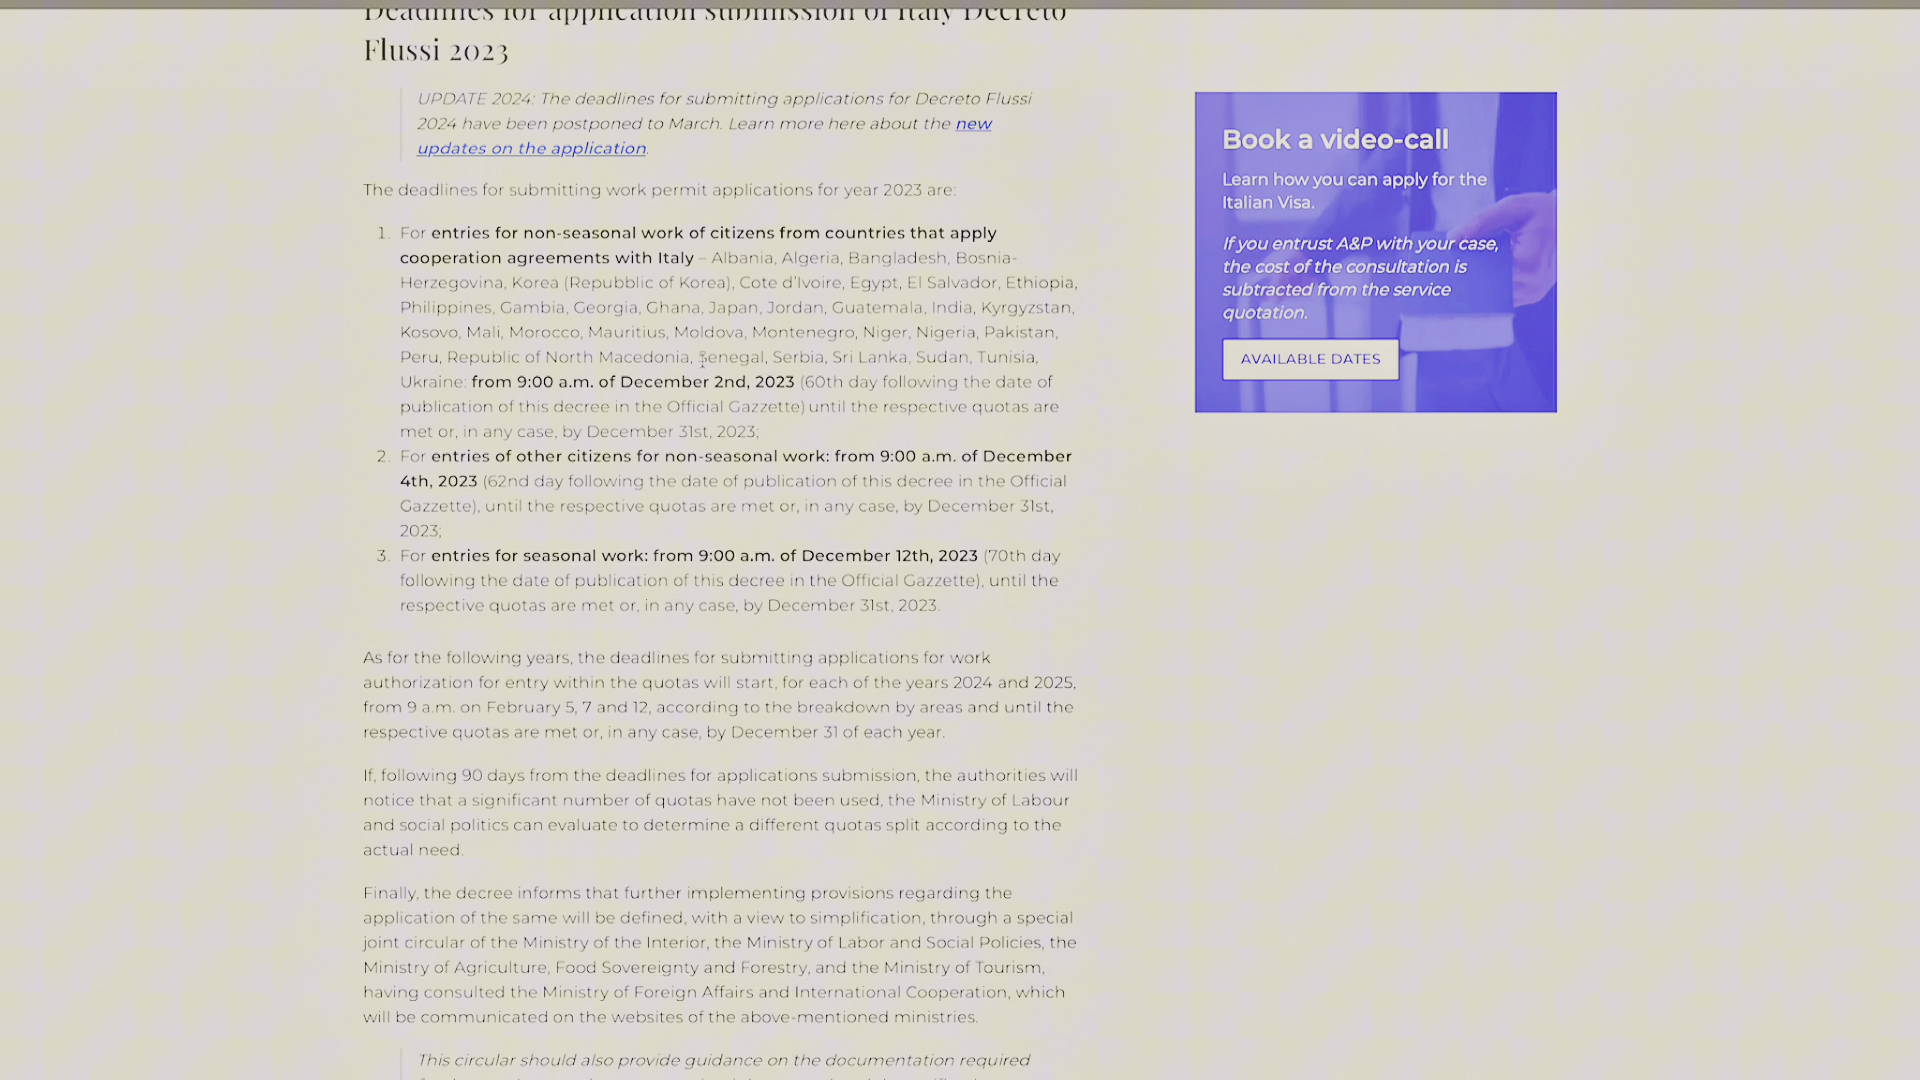 Deadlines for application submission of Italy Decreto
Flussi 2023
UPDATE 2024: The deadlines for submitting applications for Decreto Flussi
2024 have been postponed to March. Learn more here about the new
updates on the application.
The deadlines for submitting work permit applications for year 2023 are:
1. For entries for non-seasonal work of citizens from countries that apply
cooperation agreements with Italy – Albania, Algeria, Bangladesh, Bosnia-
Herzegovina, Korea (Repubblic of Korea), Cote d'Ivoire, Egypt, El Salvador, Ethiopia,
Philippines, Gambia, Georgia, Ghana, Japan, Jordan, Guatemala, India, Kyrgyzstan,
Kosovo, Mali, Morocco, Mauritius, Moldova, Montenegro, Niger, Nigeria, Pakistan,
Peru, Republic of North Macedonia, Senegal, Serbia, Sri Lanka, Sudan, Tunisia,
Ukraine: from 9:00 a.m. of December 2nd, 2023 (60th day following the date of
publication of this decree in the Official Gazzette) until the respective quotas are
met or, in any case, by December 31st, 2023;
2. For entries of other citizens for non-seasonal work: from 9:00 a.m. of December
4th, 2023 (62nd day following the date of publication of this decree in the Official
Gazzette), until the respective quotas are met or, in any case, by December 31st,
2023;
3. For entries for seasonal work: from 9:00 a.m. of December 12th, 2023 (70th day
following the date of publication of this decree in the Official Gazzette), until the
respective quotas are met or, in any case, by December 31st, 2023.
As for the following years, the deadlines for submitting applications for work
authorization for entry within the quotas will start, for each of the years 2024 and 2025,
from 9 a.m. on February 5, 7 and 12, according to the breakdown by areas and until the
respective quotas are met or, in any case, by December 31 of each year.
If, following 90 days from the deadlines for applications submission, the authorities will
notice that a significant number of quotas have not been used, the Ministry of Labour
and social politics can evaluate to determine a different quotas split according to the
actual need.
Finally, the decree informs that further implementing provisions regarding the
application of the same will be defined, with a view to simplification, through a special
joint circular of the Ministry of the Interior, the Ministry of Labor and Social Policies, the
Ministry of Agriculture, Food Sovereignty and Forestry, and the Ministry of Tourism,
having consulted the Ministry of Foreign Affairs and International Cooperation, which
will be communicated on the websites of the above-mentioned ministries.
This circular should also provide guidance on the documentation required
Book a video-call
Learn how you can apply for the
Italian Visa.
If you entrust A&P with your case,
the cost of the consultation is
subtracted from the service
quotation.
AVAILABLE DATES